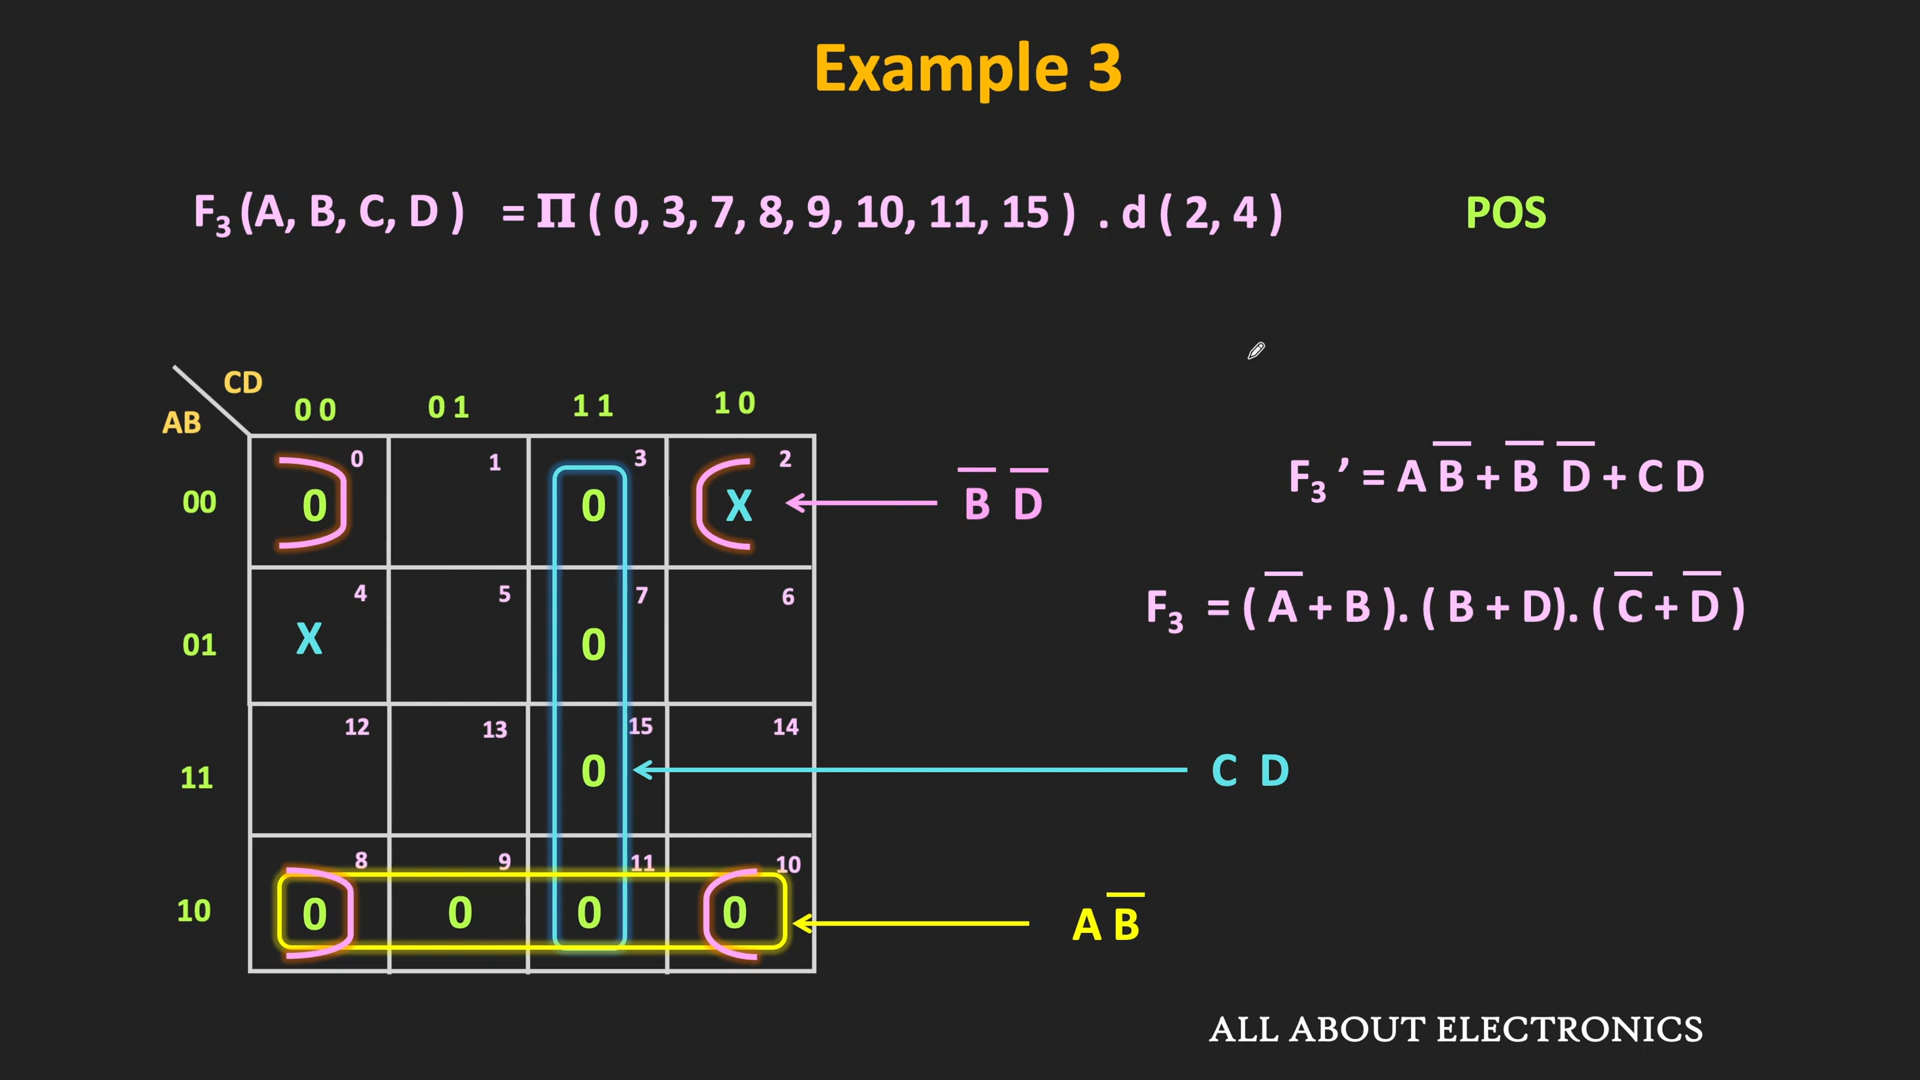 Example 3
F₃ (A, B, C, D ) = Π ( 0, 3, 7, 8, 9, 10, 11, 15 ) . d ( 2, 4 ) POS
CD
AB
0 0 0 1 1 1 1 0
0 1 3 2
00 0 0 X B̅ D̅
F₃ ’ = A B̅ + B̅ D̅ + C D
4 5 7 6
01 X 0
F₃ = ( A̅ + B ). ( B + D). ( C̅ + D̅ )
12 13 15 14
11 0 C D
8 9 11 10
10 0 0 0 0 A B̅
ALL ABOUT ELECTRONICS